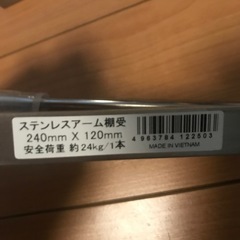 ステンレスアーム棚受
240mm X 120mm
安全荷重 約24kg/1本
4 983784 122503
MADE IN VIETNAM